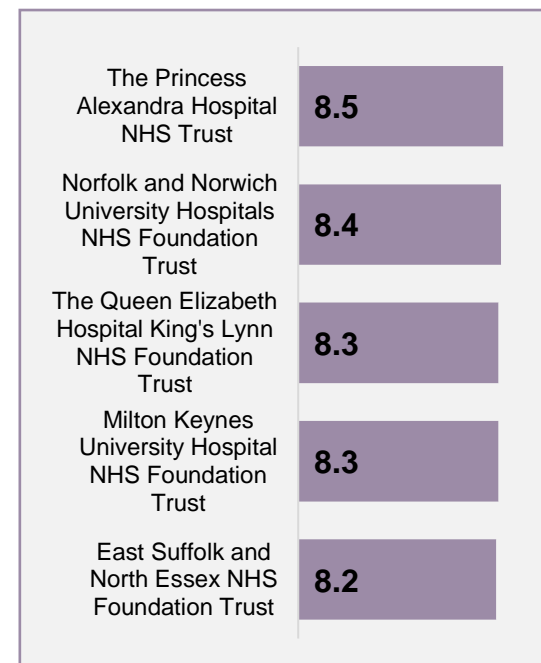 The Princess
Alexandra Hospital
NHS Trust
8.5
Norfolk and Norwich
University Hospitals
NHS Foundation
Trust
8.4
The Queen Elizabeth
Hospital King's Lynn
NHS Foundation
Trust
8.3
Milton Keynes
University Hospital
NHS Foundation
Trust
8.3
East Suffolk and
North Essex NHS
Foundation Trust
8.2